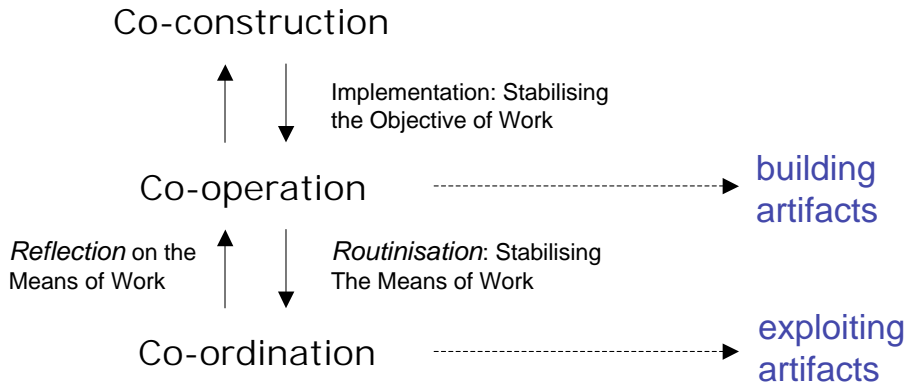 Co-construction
Implementation: Stabilising
the Objective of Work
Co-operation
building
artifacts
Reflection on the
Means of Work
Routinisation: Stabilising
The Means of Work
Co-ordination
exploiting
artifacts